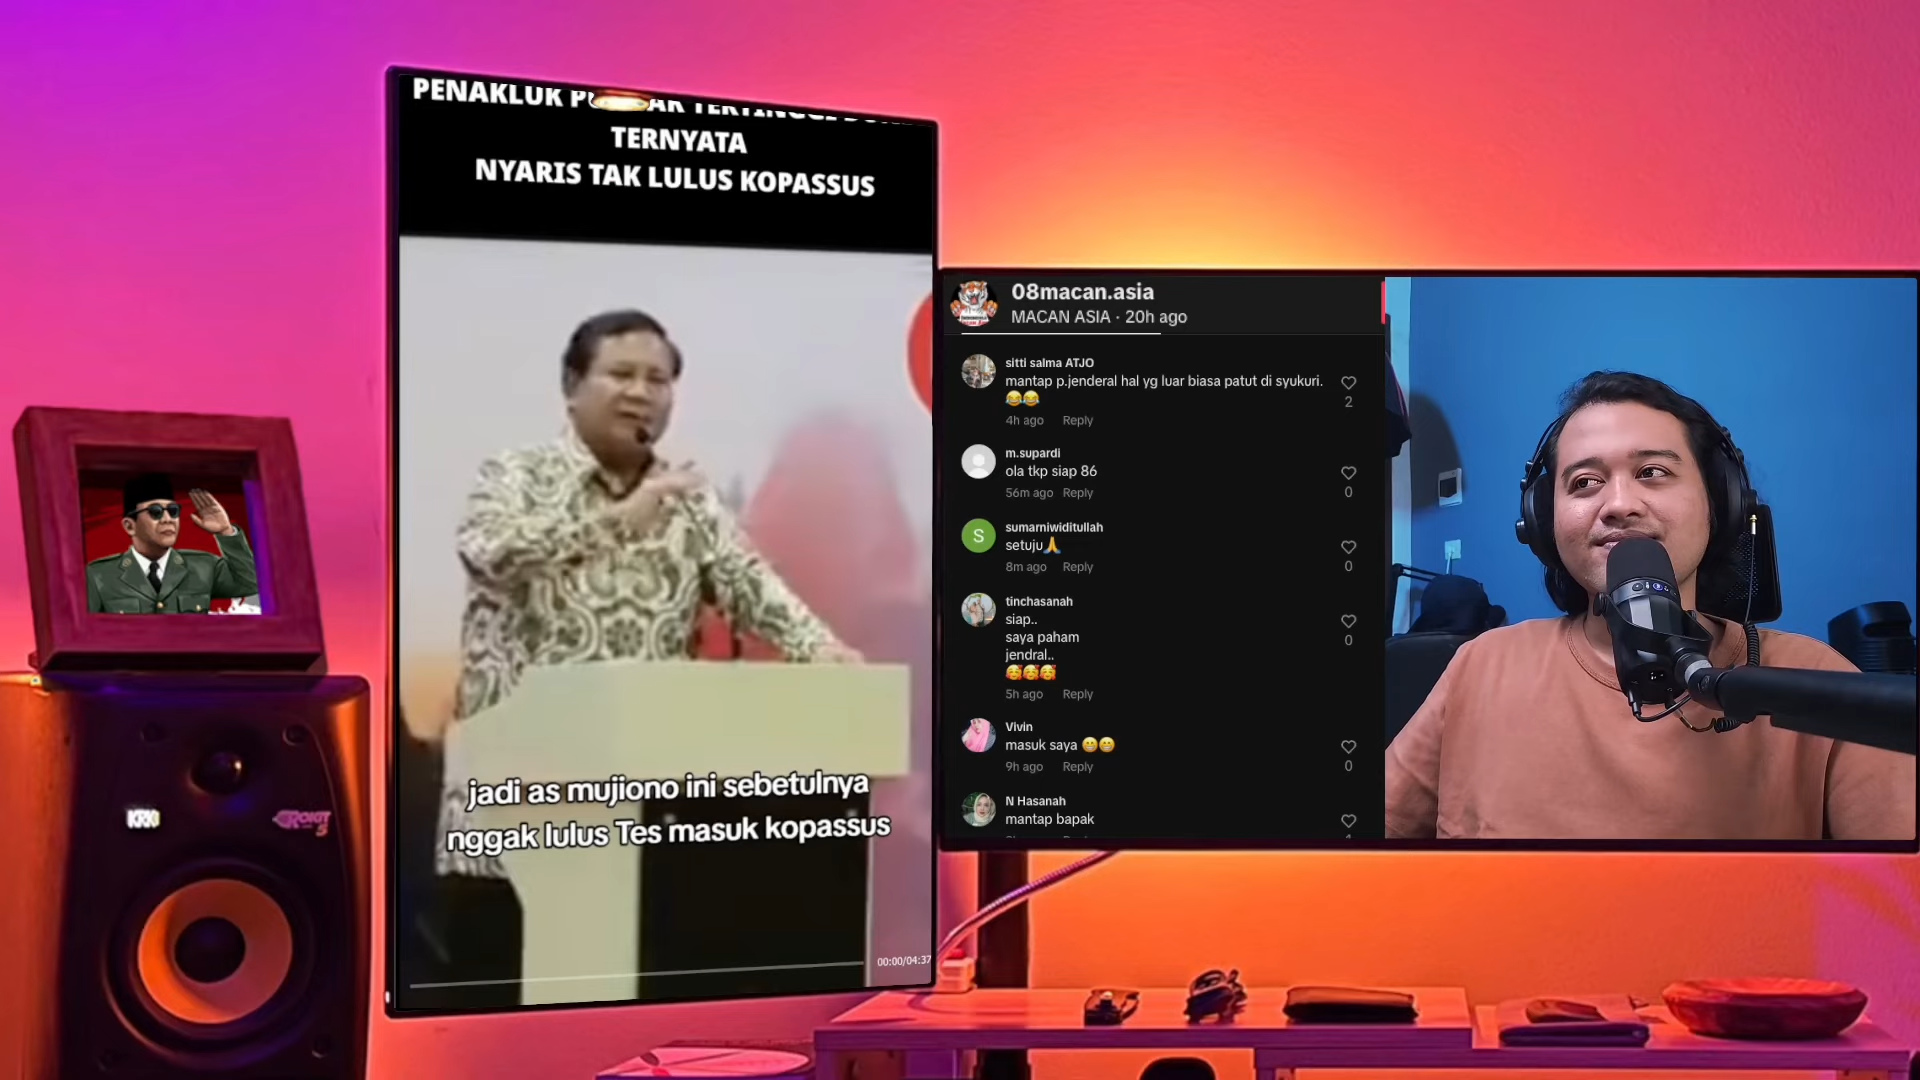 PENAKLUK
TERNYATA
NYARIS TAK LULUS KOPASSUS
jadi as mujiono ini sebetulnya
nggak lulus Tes masuk kopassus
00:00/04:37
08macan.asia
MACAN ASIA · 20h ago
sitti salma ATJO
mantap p.jenderal hal yg luar biasa patut di syukuri.
😂😂
2
4h ago Reply
m.supardi
ola tkp siap 86
56m ago Reply
0
S
sumarniwiditullah
setuju🙏
8m ago Reply
0
tinchasanah
siap..
saya paham
jendral..
🥰🥰🥰
0
5h ago Reply
Vivin
masuk saya 😁😁
9h ago Reply
0
N Hasanah
mantap bapak
KRK
ROKIT 5